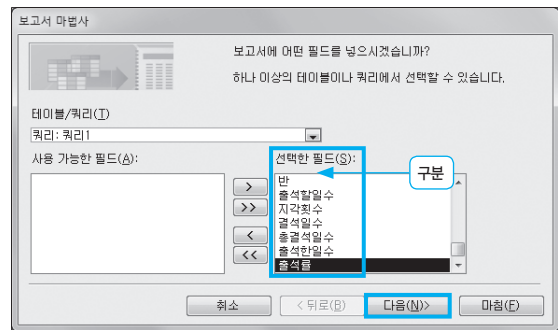 보고서 마법사
보고서에 어떤 필드를 넣으시겠습니까?
하나 이상의 테이블이나 쿼리에서 선택할 수 있습니다.
테이블/쿼리(T)
쿼리: 쿼리1
사용 가능한 필드(A):
선택한 필드(S):
구분
반
출석할일수
지각횟수
결석일수
총결석일수
출석한일수
출석률
>
>>
<
<<
취소
< 뒤로(B)
다음(N)>
마침(F)